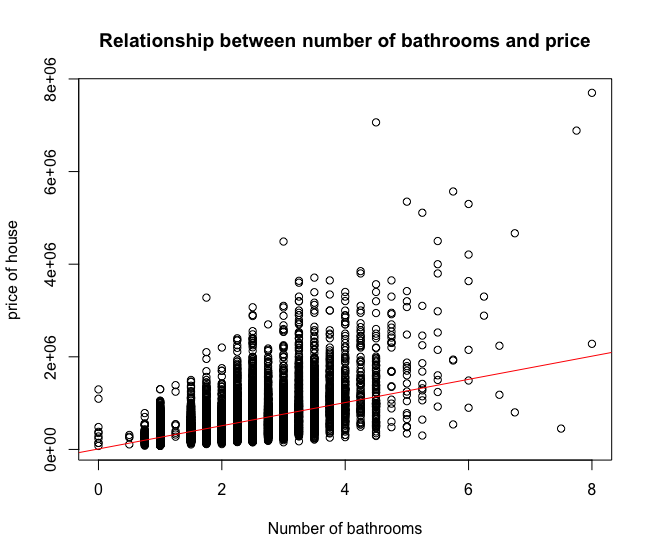 Relationship between number of bathrooms and price
8e+06
6e+06
4e+06
2e+06
0e+00
price of house
0 2 4 6 8
Number of bathrooms